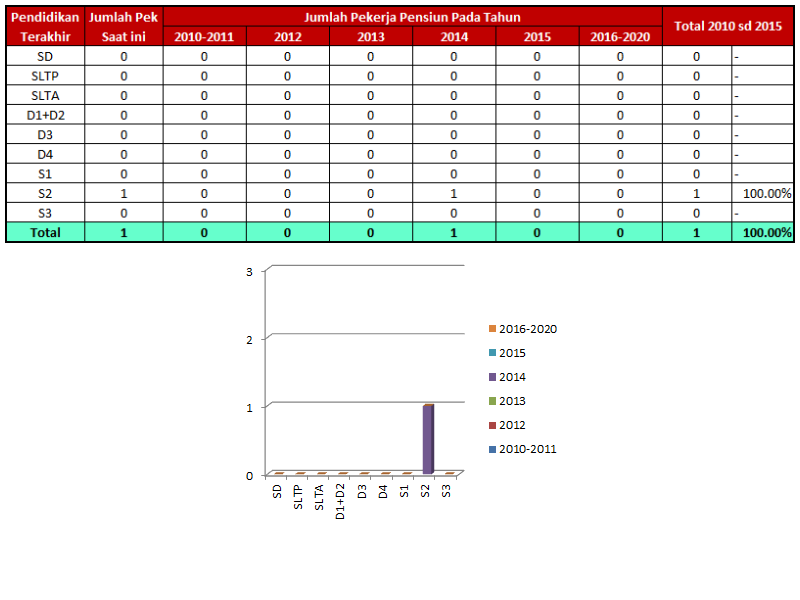 Pendidikan Jumlah Pek Jumlah Pekerja Pensiun Pada Tahun Total 2010 sd 2015
Terakhir Saat ini 2010-2011 2012 2013 2014 2015 2016-2020
SD 0 0 0 0 0 0 0 0 -
SLTP 0 0 0 0 0 0 0 0 -
SLTA 0 0 0 0 0 0 0 0 -
D1+D2 0 0 0 0 0 0 0 0 -
D3 0 0 0 0 0 0 0 0 -
D4 0 0 0 0 0 0 0 0 -
S1 0 0 0 0 0 0 0 0 -
S2 1 0 0 0 1 0 0 1 100.00%
S3 0 0 0 0 0 0 0 0 -
Total 1 0 0 0 1 0 0 1 100.00%
3
2
1
0
SD SLTP SLTA D1+D2 D3 D4 S1 S2 S3
2016-2020
2015
2014
2013
2012
2010-2011